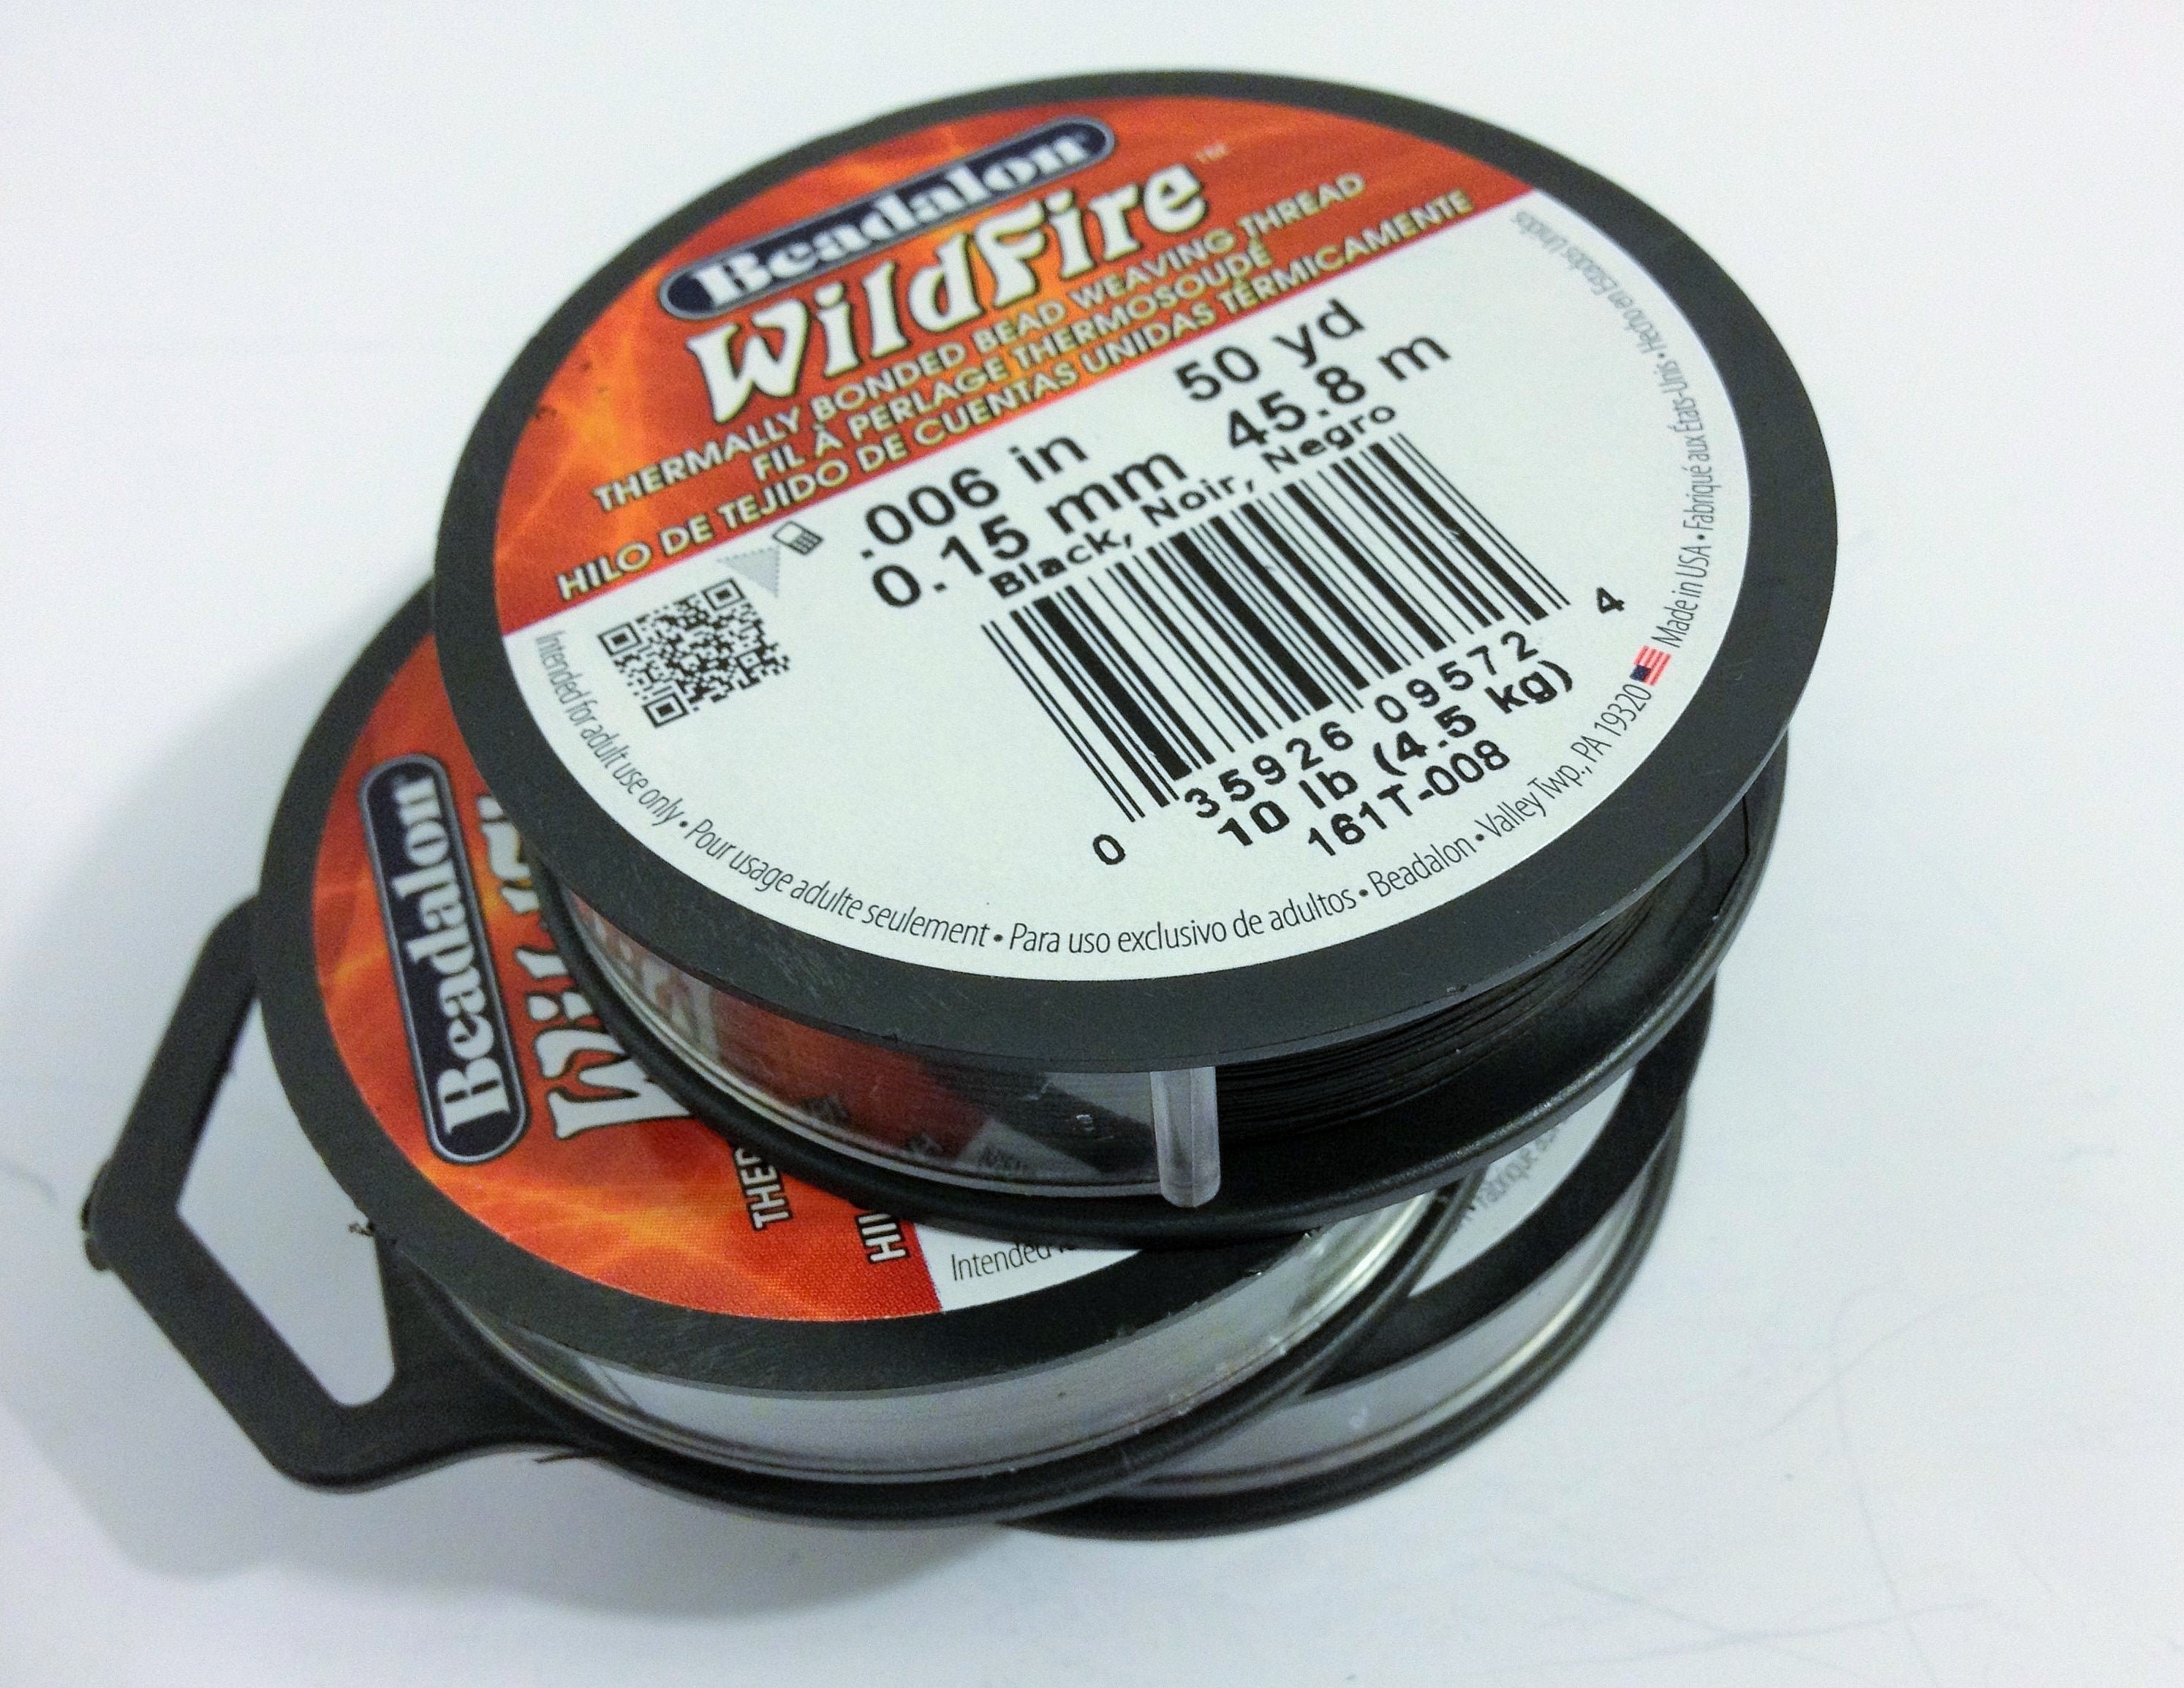 Beadalon
WildFire™
THERMALLY BONDED BEAD WEAVING THREAD
FIL À PERLAGE THERMOSOUDÉ
HILO DE TEJIDO DE CUENTAS UNIDAS TÉRMICAMENTE
.006 in 50 yd
0.15 mm 45.8 m
Black, Noir, Negro
0 35926 09572 4
10 lb (4.5 kg)
161T-008
Intended for adult use only • Pour usage adulte seulement • Para uso exclusivo de adultos • Beadalon • Valley Twp., PA 19320 Made in USA • Fabriqué aux États-Unis • Hecho en Estados Unidos
Beadalon
Intended